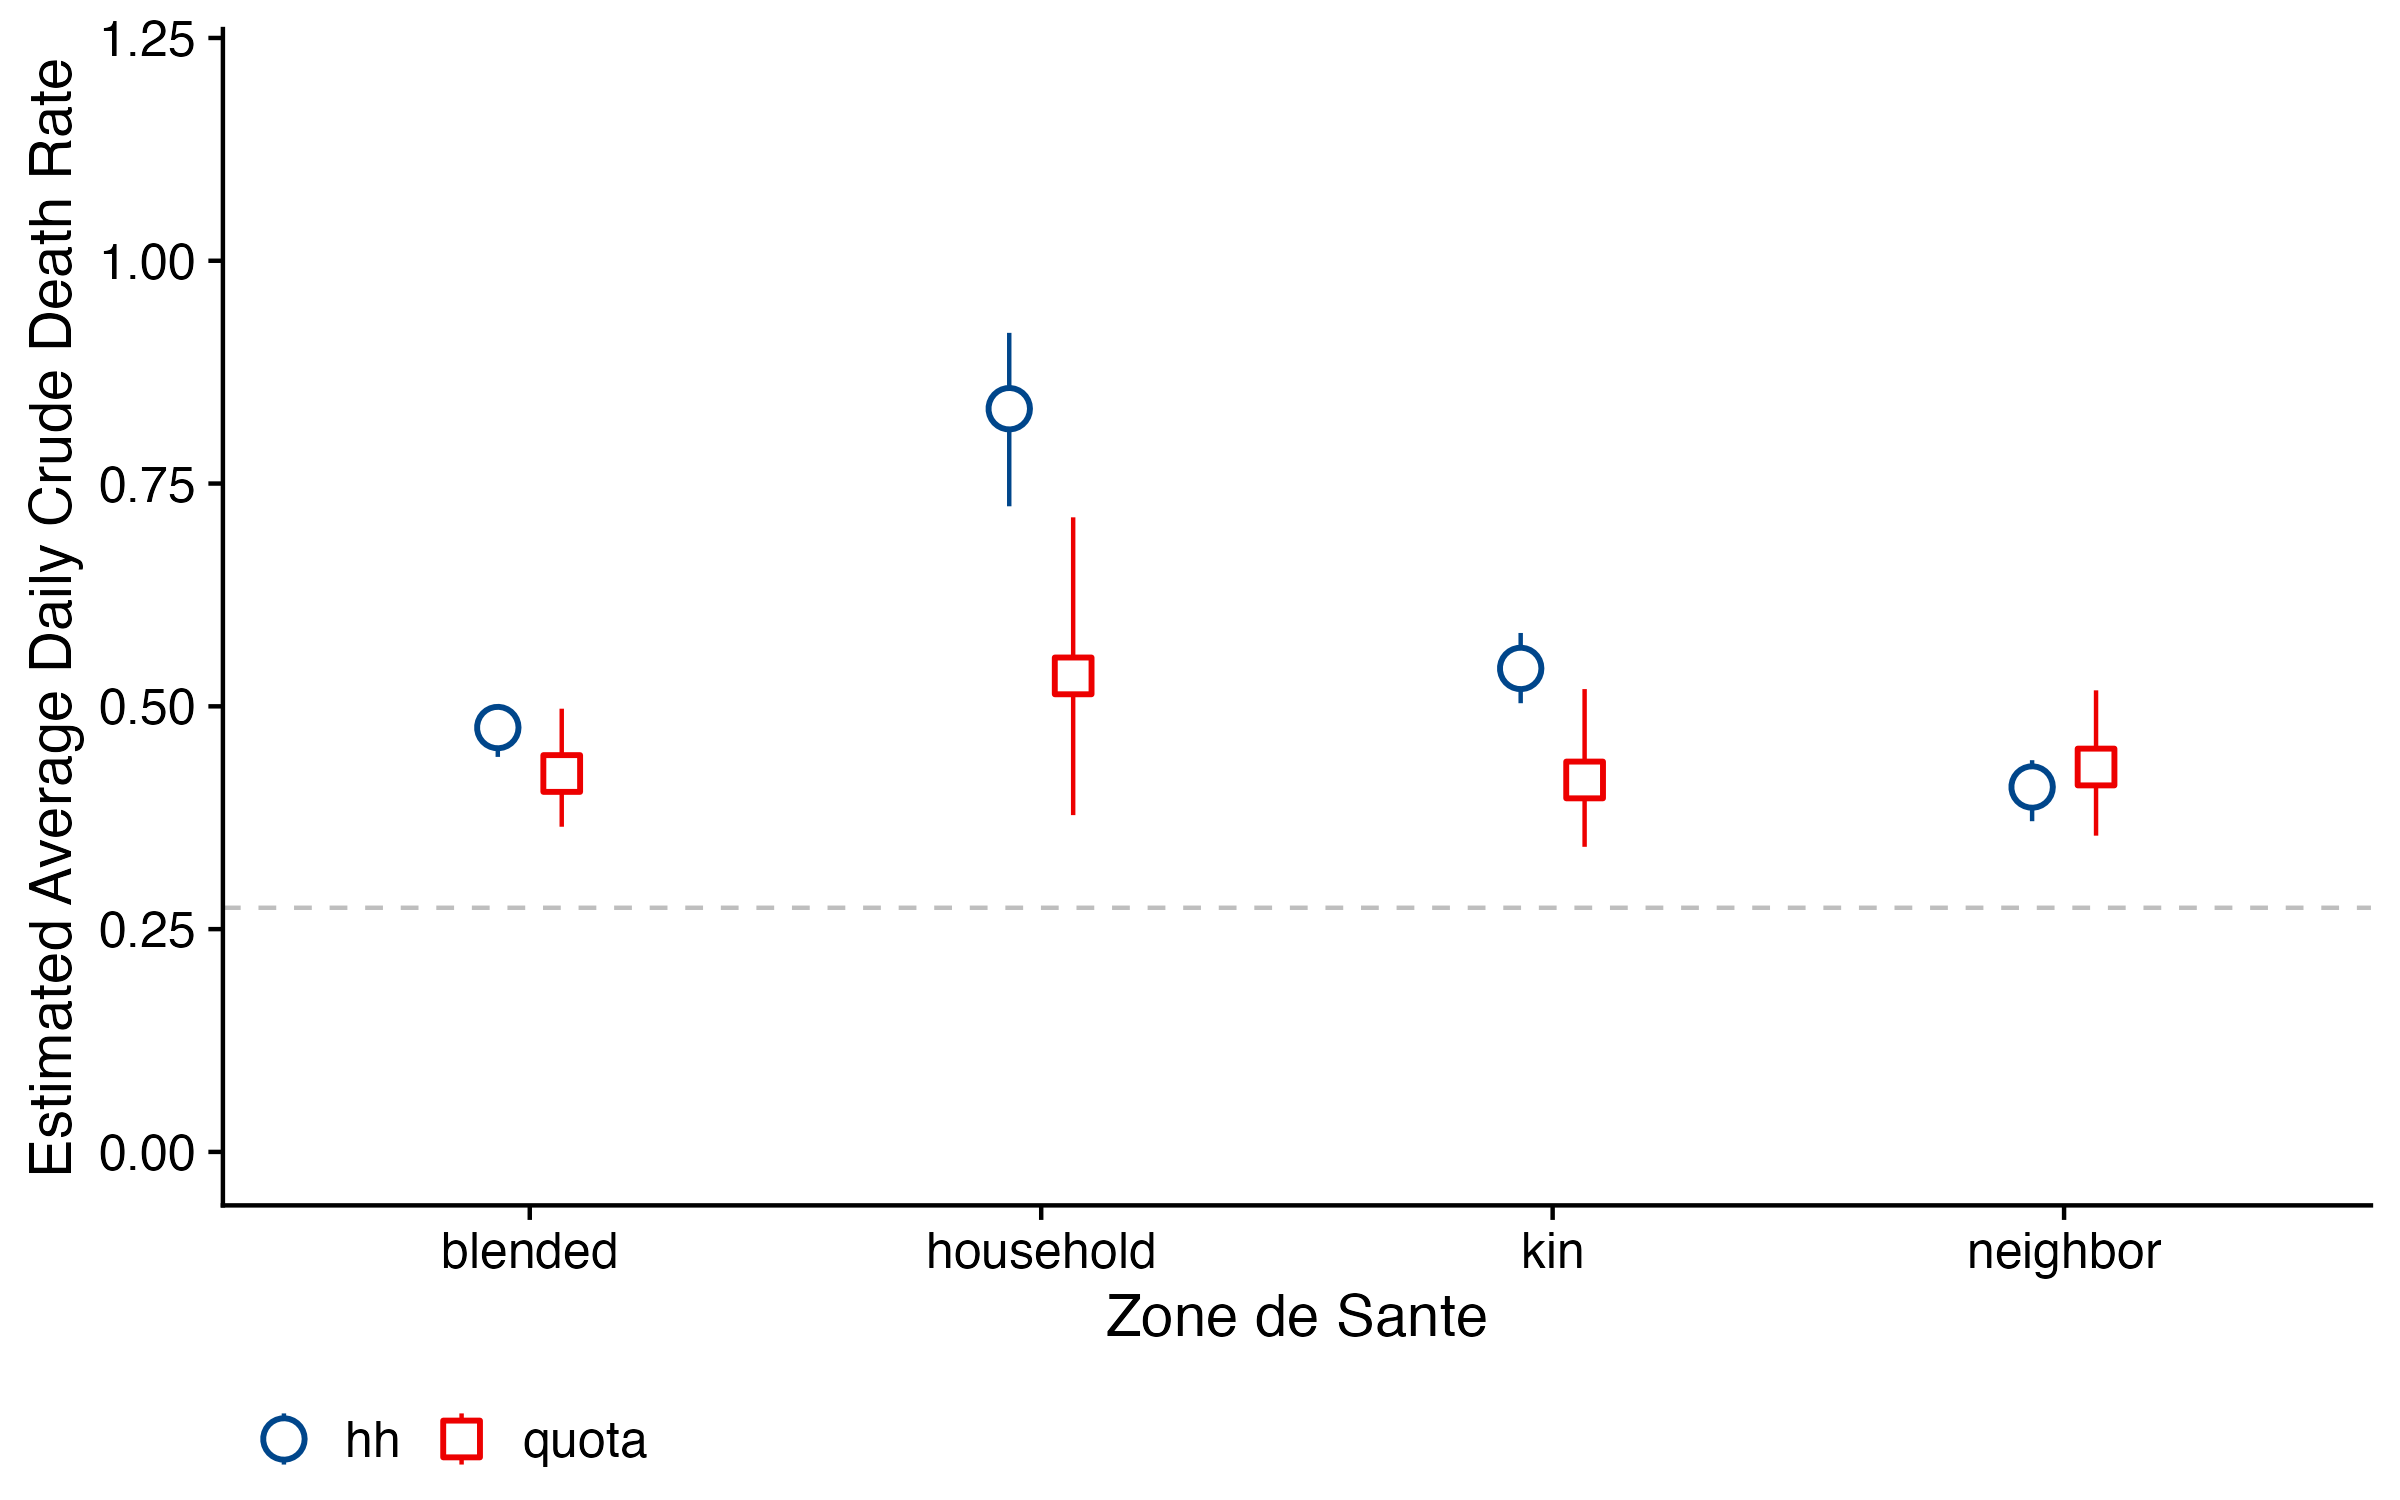 Estimated Average Daily Crude Death Rate
1.25
1.00
0.75
0.50
0.25
0.00
blended household kin neighbor
Zone de Sante
hh quota